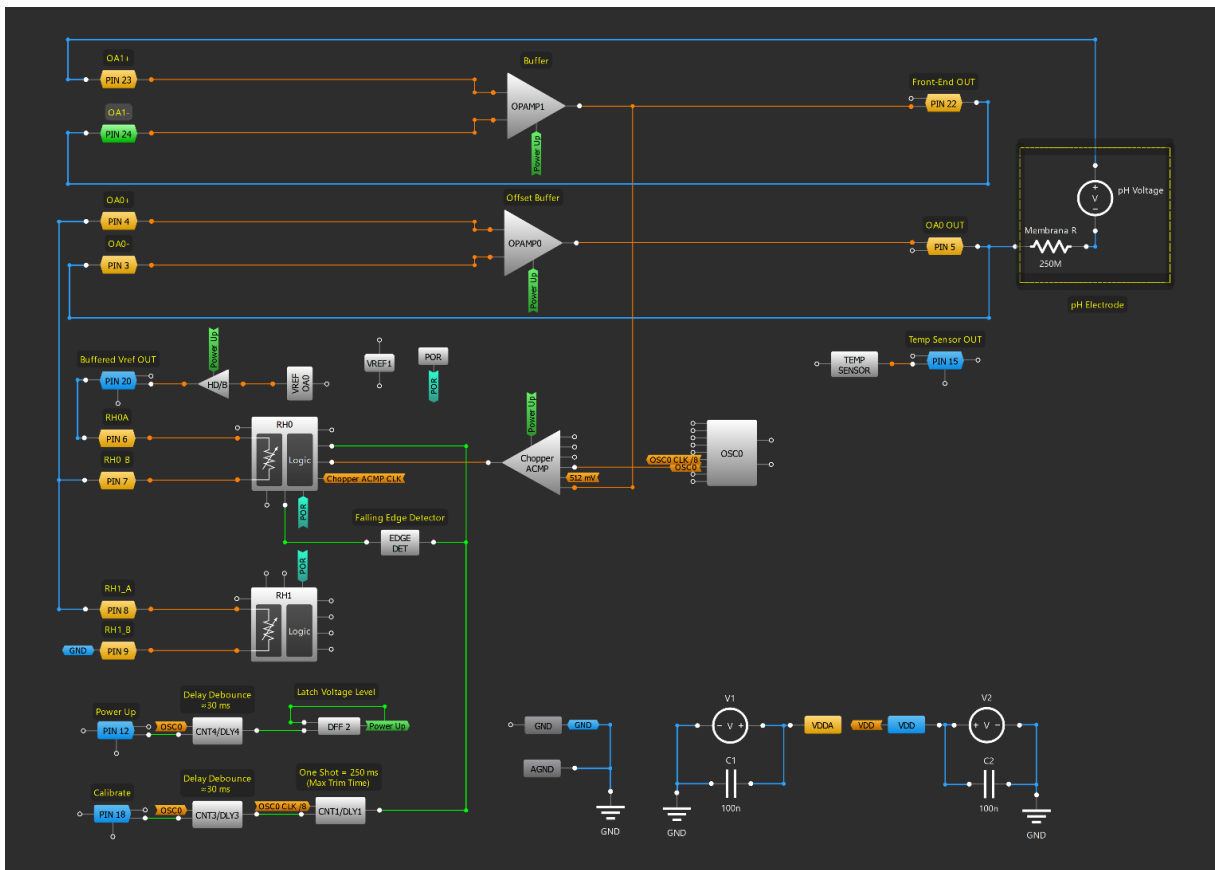 OA1+
PIN 23
OA1-
PIN 24
Buffer
OPAMP1
Power Up
Front-End OUT
PIN 22
OA0+
PIN 4
OA0-
PIN 3
Offset Buffer
OPAMP0
Power Up
OA0 OUT
PIN 5
+
V
−
pH Voltage
Membrana R
250M
pH Electrode
Buffered Vref OUT
PIN 20
Power Up
HD/B
VREF
OA0
VREF1
POR
POR
Temp Sensor OUT
TEMP
SENSOR
PIN 15
RH0A
PIN 6
RH0_B
PIN 7
RH0
Logic
Chopper ACMP CLK
POR
Power Up
Chopper
ACMP
512 mV
OSC0 CLK /8
OSC0
OSC0
Falling Edge Detector
EDGE
DET
RH1_A
PIN 8
RH1_B
GND
PIN 9
POR
RH1
Logic
Power Up
PIN 12
Delay Debounce
≈30 ms
OSC0
CNT4/DLY4
Latch Voltage Level
DFF 2
Power Up
Calibrate
PIN 18
Delay Debounce
≈30 ms
OSC0
CNT3/DLY3
One Shot = 250 ms
(Max Trim Time)
OSC0 CLK /8
CNT1/DLY1
GND
GND
AGND
GND
V1
− V +
C1
100n
GND
VDDA
VDD
VDD
V2
+ V −
C2
100n
GND